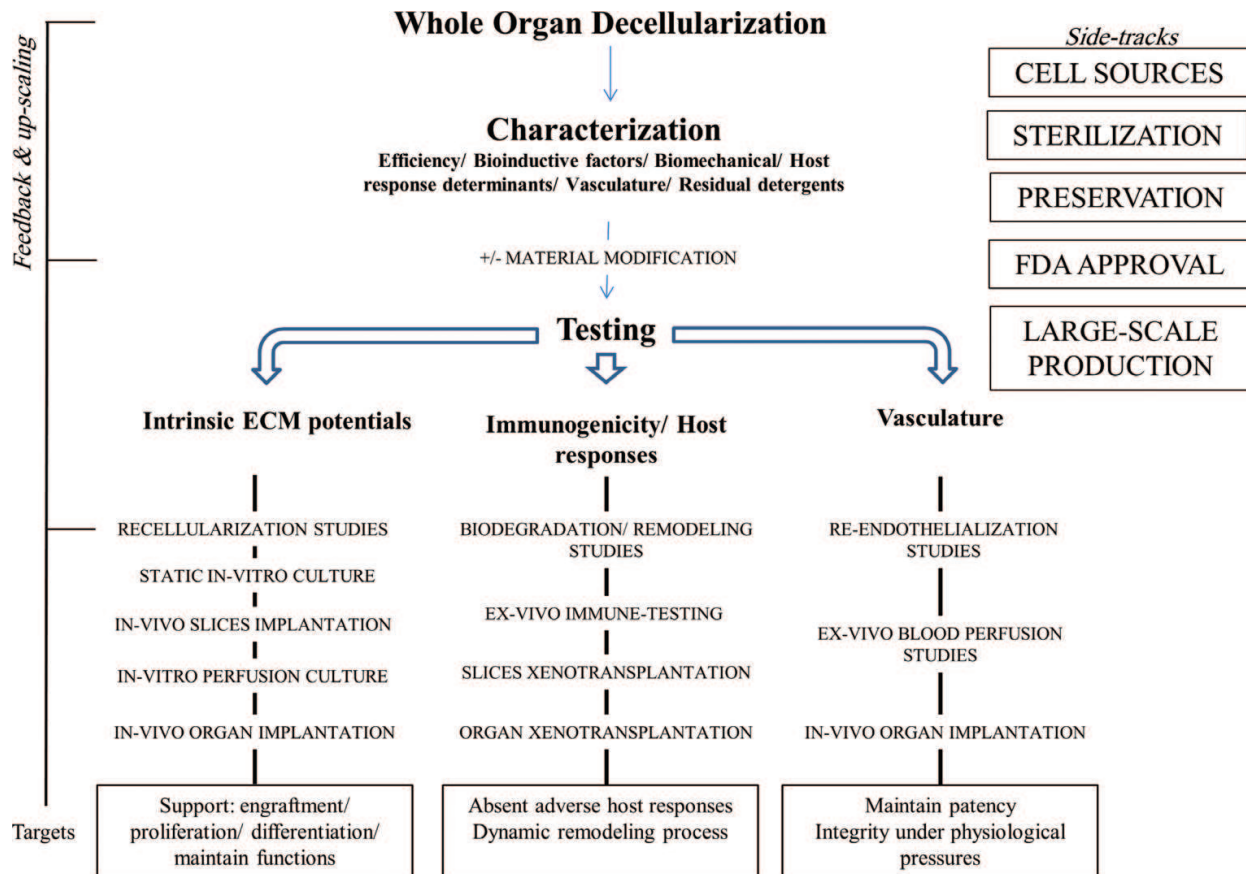 Whole Organ Decellularization
Characterization
Efficiency/ Bioinductive factors/ Biomechanical/ Host
response determinants/ Vasculature/ Residual detergents
+/- MATERIAL MODIFICATION
Testing
Feedback & up-scaling
Side-tracks
CELL SOURCES
STERILIZATION
PRESERVATION
FDA APPROVAL
LARGE-SCALE
PRODUCTION
Intrinsic ECM potentials
RECELLULARIZATION STUDIES
STATIC IN-VITRO CULTURE
IN-VIVO SLICES IMPLANTATION
IN-VITRO PERFUSION CULTURE
IN-VIVO ORGAN IMPLANTATION
Immunogenicity/ Host
responses
BIODEGRADATION/ REMODELING
STUDIES
EX-VIVO IMMUNE-TESTING
SLICES XENOTRANSPLANTATION
ORGAN XENOTRANSPLANTATION
Vasculature
RE-ENDOTHELIALIZATION
STUDIES
EX-VIVO BLOOD PERFUSION
STUDIES
IN-VIVO ORGAN IMPLANTATION
Targets
Support: engraftment/
proliferation/ differentiation/
maintain functions
Absent adverse host responses
Dynamic remodeling process
Maintain patency
Integrity under physiological
pressures